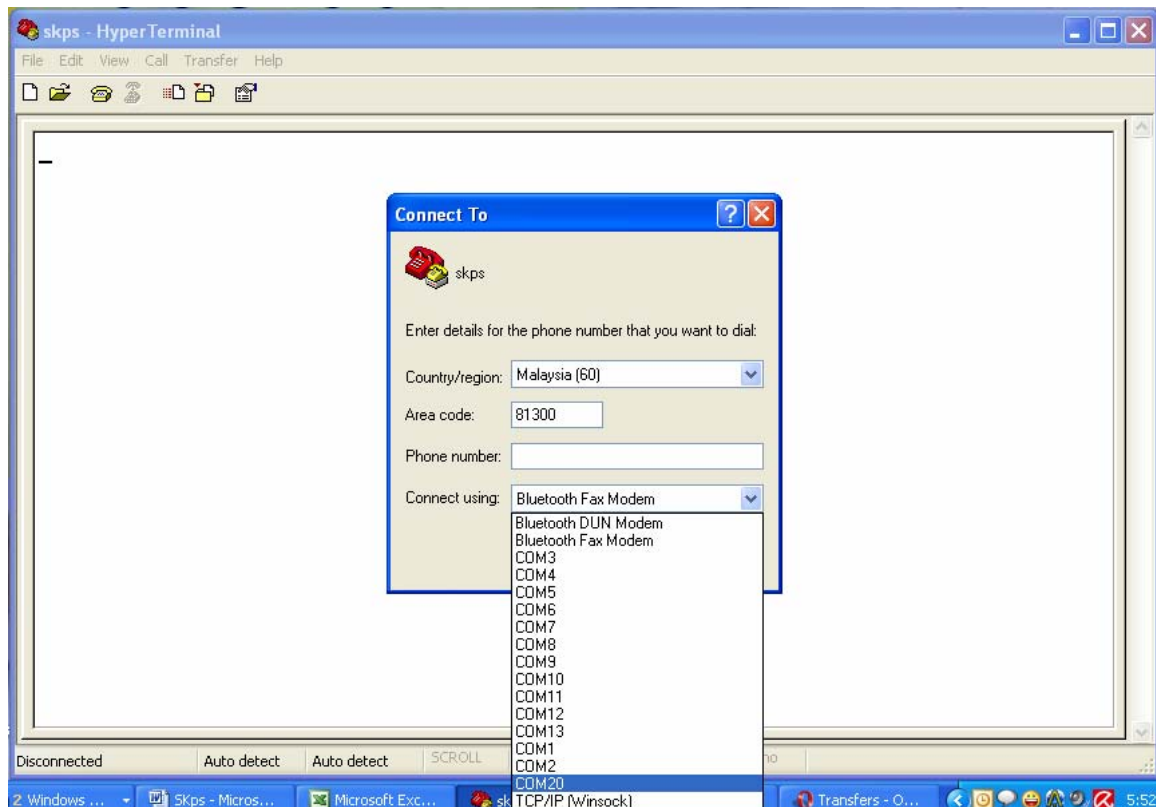 skps - HyperTerminal
File Edit View Call Transfer Help
Connect To
skps
Enter details for the phone number that you want to dial:
Country/region: Malaysia (60)
Area code: 81300
Phone number:
Connect using: Bluetooth Fax Modem
Bluetooth DUN Modem
Bluetooth Fax Modem
COM3
COM4
COM5
COM6
COM7
COM8
COM9
COM10
COM11
COM12
COM13
COM1
COM2
COM20
TCP/IP (Winsock)
Disconnected Auto detect Auto detect SCROLL
2 Windows ... SKps - Micros... Microsoft Exc... sk Transfers - O... 5:52